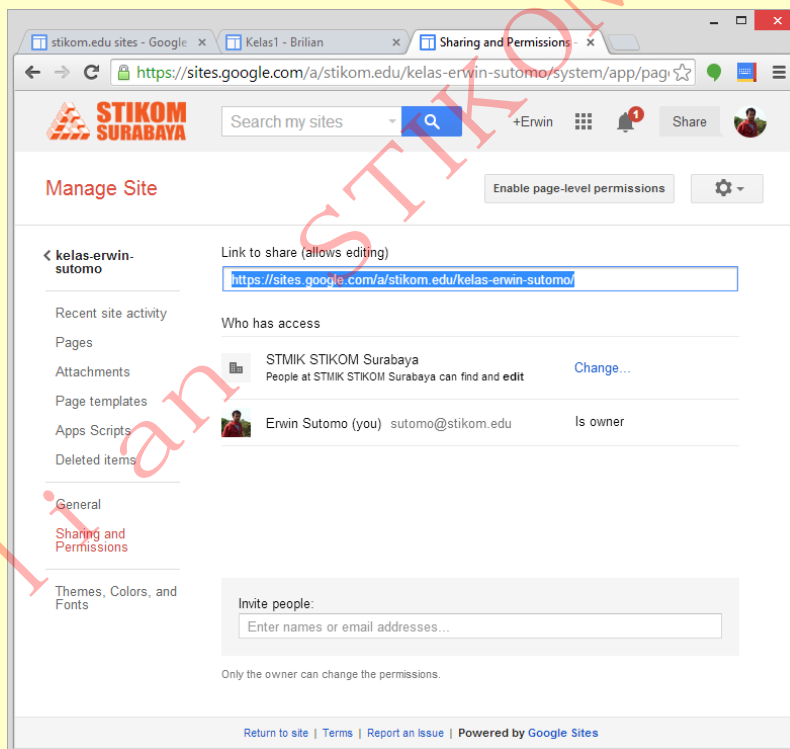 stikom.edu sites - Google
Kelas1 - Brilian
Sharing and Permissions -
https://sites.google.com/a/stikom.edu/kelas-erwin-sutomo/system/app/pag
STIKOM
SURABAYA
Search my sites
+Erwin
1
Share
Manage Site
Enable page-level permissions
kelas-erwin-
sutomo
Link to share (allows editing)
https://sites.google.com/a/stikom.edu/kelas-erwin-sutomo/
Recent site activity
Pages
Attachments
Page templates
Apps Scripts
Deleted items
General
Sharing and
Permissions
Themes, Colors, and
Fonts
Who has access
STMIK STIKOM Surabaya
People at STMIK STIKOM Surabaya can find and edit
Change...
Erwin Sutomo (you) sutomo@stikom.edu
Is owner
Invite people:
Enter names or email addresses...
Only the owner can change the permissions.
Return to site | Terms | Report an Issue | Powered by Google Sites
l i an STIKO